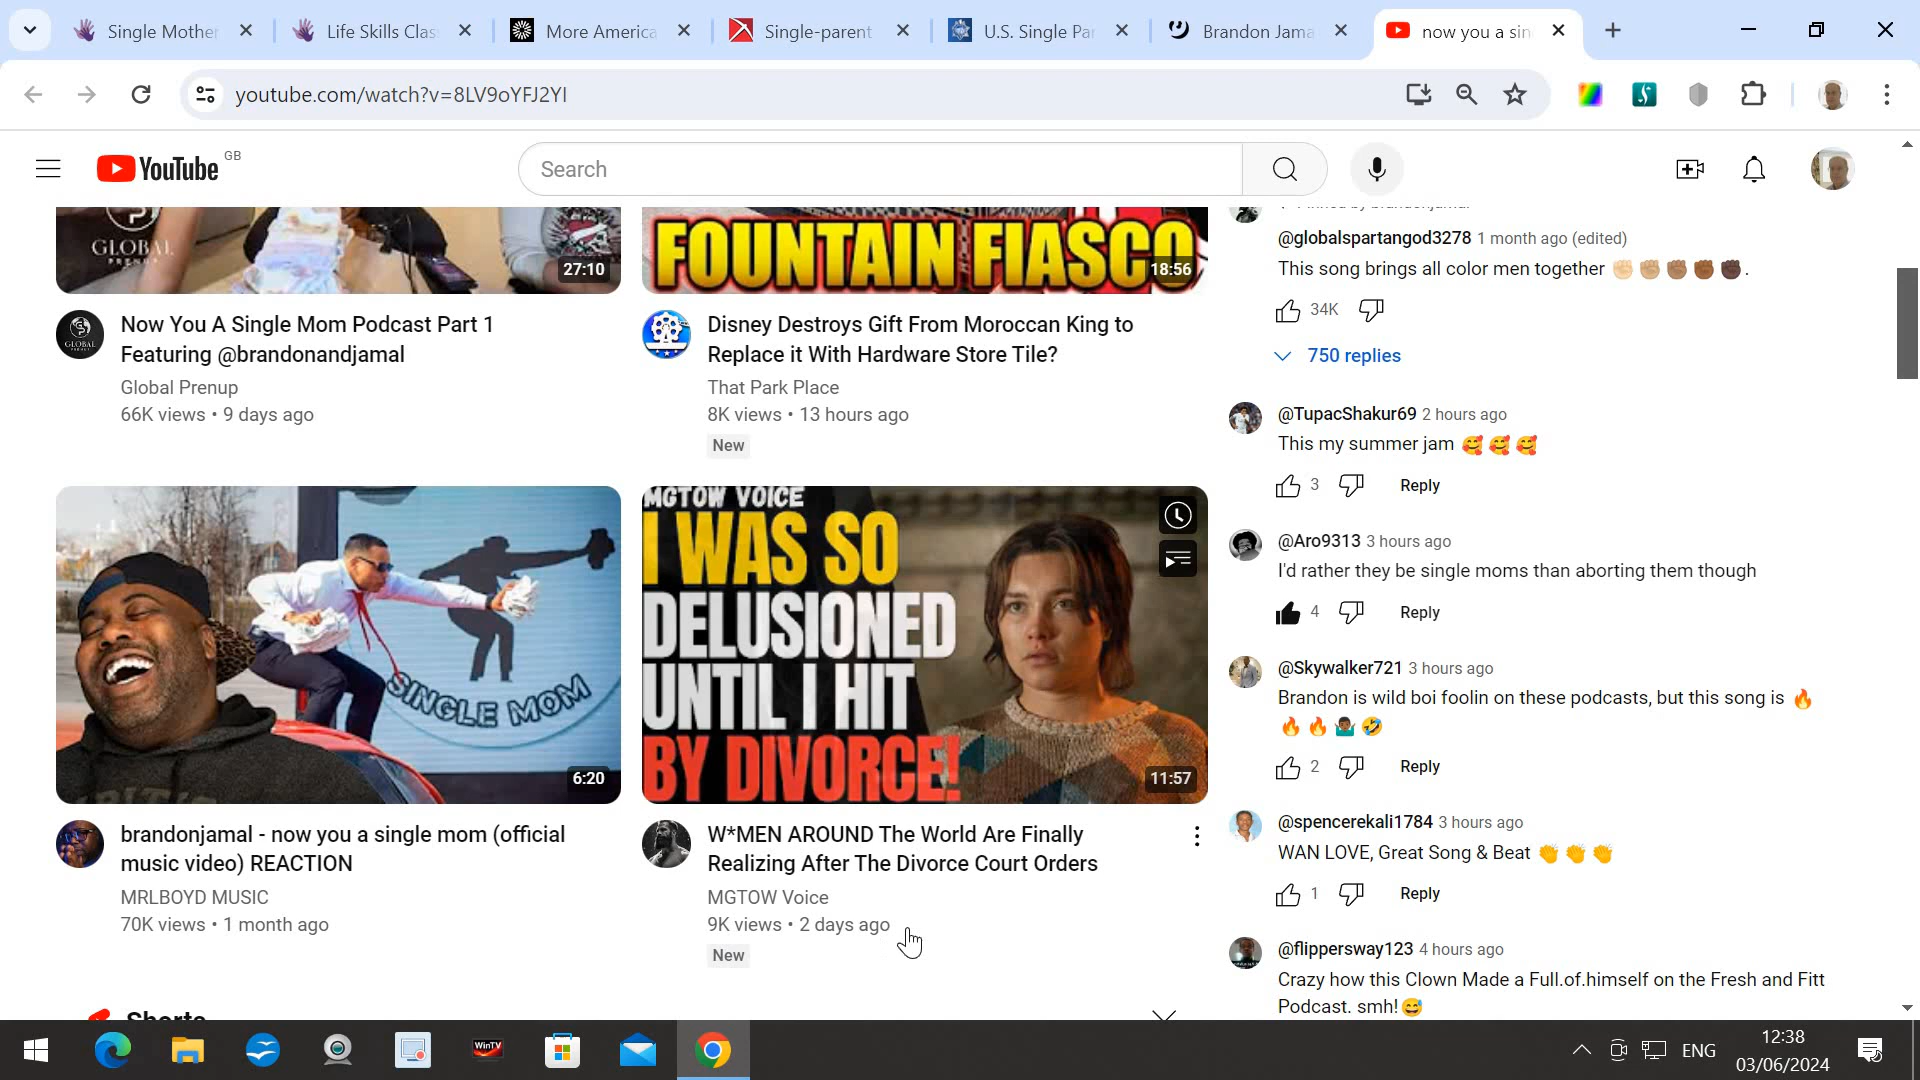 Single Mother
Life Skills Clas
More America
Single-parent
U.S. Single Pa
Brandon Jama
now you a sin
youtube.com/watch?v=8LV9oYFJ2YI
YouTube GB
Search
GLOBAL
PRENUP
27:10
FOUNTAIN FIASCO
18:56
GLOBAL
Now You A Single Mom Podcast Part 1
Featuring @brandonandjamal
Global Prenup
66K views • 9 days ago
Disney Destroys Gift From Moroccan King to
Replace it With Hardware Store Tile?
That Park Place
8K views • 13 hours ago
New
SINGLE MOM
6:20
MGTOW VOICE
I WAS SO
DELUSIONED
UNTIL I HIT
BY DIVORCE!
11:57
brandonjamal - now you a single mom (official
music video) REACTION
MRLBOYD MUSIC
70K views • 1 month ago
W*MEN AROUND The World Are Finally
Realizing After The Divorce Court Orders
MGTOW Voice
9K views • 2 days ago
New
Shorts
@globalspartangod3278 1 month ago (edited)
This song brings all color men together ✊🏻 ✊🏼 ✊🏽 ✊🏾 ✊🏿 .
34K
750 replies
@TupacShakur69 2 hours ago
This my summer jam 🥰 🥰 🥰
3 Reply
@Aro9313 3 hours ago
I'd rather they be single moms than aborting them though
4 Reply
@Skywalker721 3 hours ago
Brandon is wild boi foolin on these podcasts, but this song is 🔥
🔥 🔥 🤷🏾‍♂️ 🤣
2 Reply
@spencerekali1784 3 hours ago
WAN LOVE, Great Song & Beat 👏 👏 👏
1 Reply
@flippersway123 4 hours ago
Crazy how this Clown Made a Full.of.himself on the Fresh and Fitt
Podcast. smh!😅
WinTV
ENG
12:38
03/06/2024